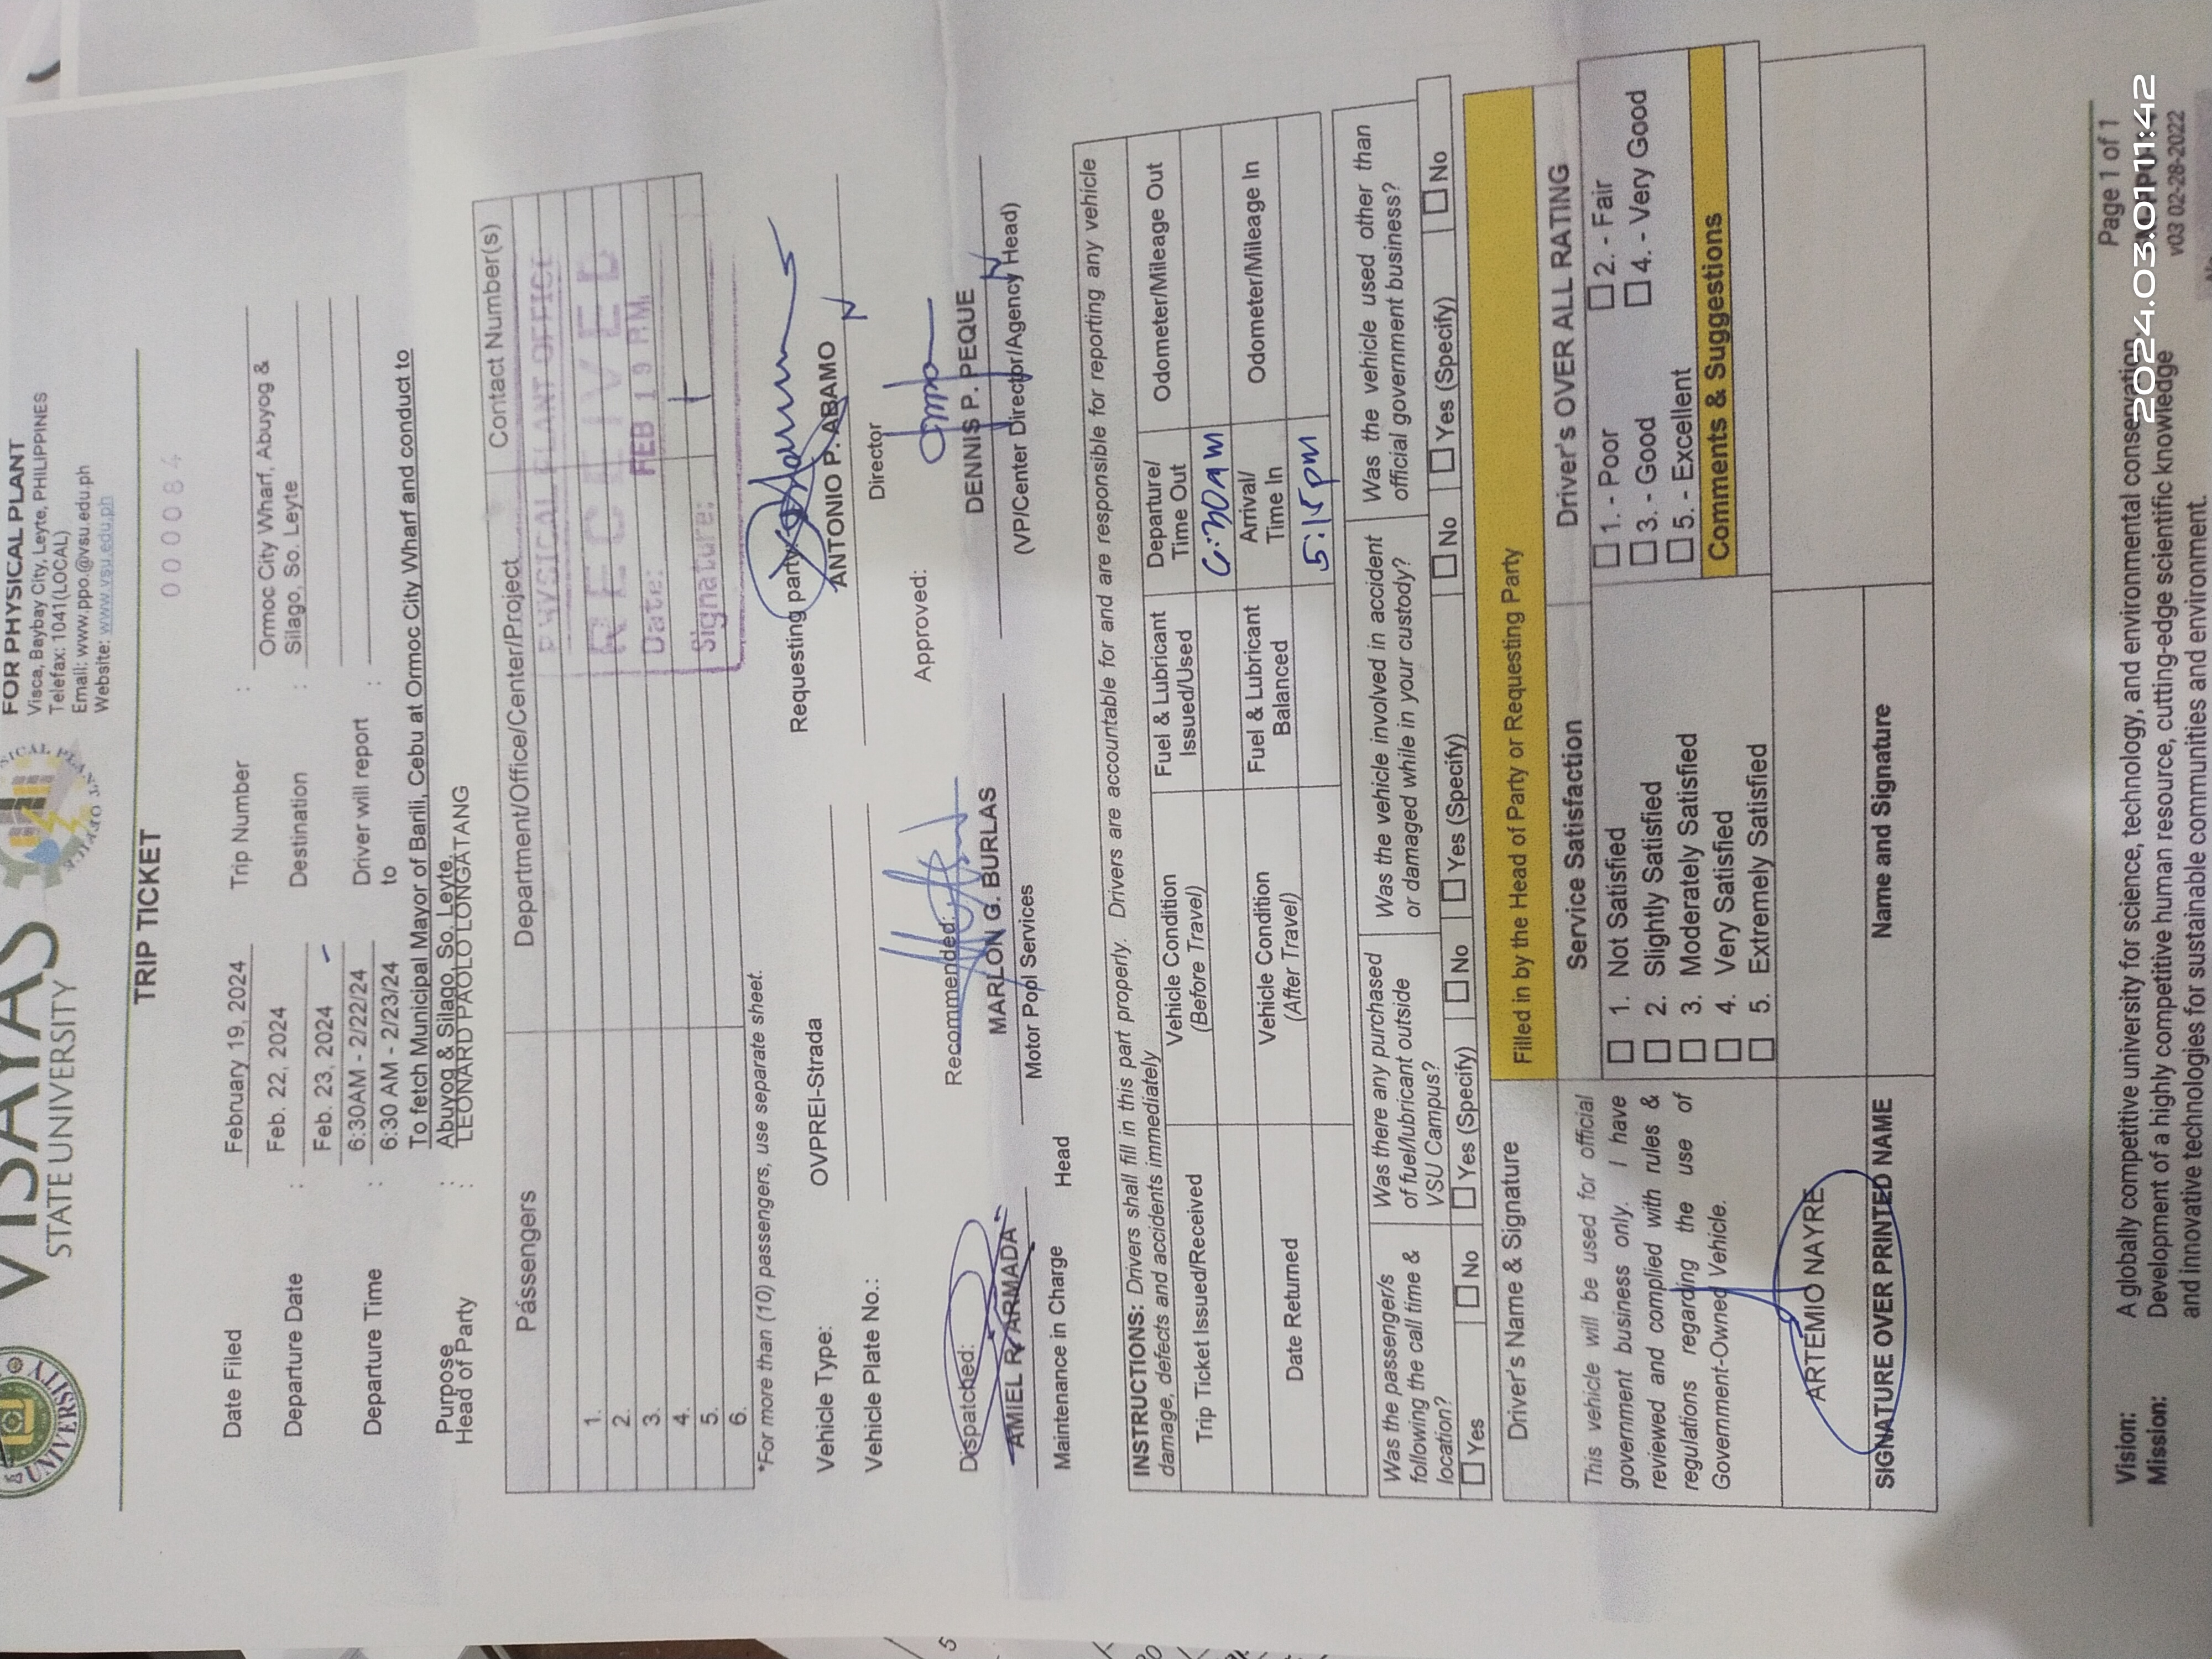 VISAYAS
STATE UNIVERSITY
UNIVERSITY
FOR PHYSICAL PLANT
Visca, Baybay City, Leyte, PHILIPPINES
Telefax: 1041(LOCAL)
Email: www.ppo.@vsu.edu.ph
Website: www.vsu.edu.ph
TRIP TICKET
000084
Date Filed February 19, 2024 Trip Number :
Departure Date : Feb. 22, 2024 Destination : Ormoc City Wharf, Abuyog &
Feb. 23, 2024 Silago, So. Leyte
Departure Time : 6:30AM - 2/22/24 Driver will report :
6:30 AM - 2/23/24 to
Purpose : To fetch Municipal Mayor of Barili, Cebu at Ormoc City Wharf and conduct to
Abuyog & Silago, So. Leyte
Head of Party : LEONARD PAOLO LONGATANG
Passengers Department/Office/Center/Project Contact Number(s)
1.
2.
3.
4.
5.
6.
PHYSICAL PLANT OFFICE
RECEIVED
Date: FEB 19 P.M.
Signature:
*For more than (10) passengers, use separate sheet.
Vehicle Type: OVPREI-Strada Requesting party:
ANTONIO P. ABAMO
Vehicle Plate No.: Director
Dispatched: Recommended: Approved:
AMIEL R. ARMADA MARLON G. BURLAS DENNIS P. PEQUE
Maintenance in Charge Head Motor Pool Services (VP/Center Director/Agency Head)
INSTRUCTIONS: Drivers shall fill in this part properly. Drivers are accountable for and are responsible for reporting any vehicle
damage, defects and accidents immediately
Trip Ticket Issued/Received Vehicle Condition (Before Travel) Fuel & Lubricant Issued/Used Departure/ Time Out Odometer/Mileage Out
6:30am
Date Returned Vehicle Condition (After Travel) Fuel & Lubricant Balanced Arrival/ Time In Odometer/Mileage In
5:15pm
Was the passenger/s following the call time & location? Was there any purchased of fuel/lubricant outside VSU Campus? Was the vehicle involved in accident or damaged while in your custody? Was the vehicle used other than official government business?
Yes No Yes (Specify) No Yes (Specify) No Yes (Specify) No
Driver's Name & Signature Filled in by the Head of Party or Requesting Party
This vehicle will be used for official
government business only. I have
reviewed and complied with rules &
regulations regarding the use of
Government-Owned Vehicle.
Service Satisfaction
1. Not Satisfied
2. Slightly Satisfied
3. Moderately Satisfied
4. Very Satisfied
5. Extremely Satisfied
Driver's OVER ALL RATING
1. - Poor 2. - Fair
3. - Good 4. - Very Good
5. - Excellent
Comments & Suggestions
ARTEMIO NAYRE
SIGNATURE OVER PRINTED NAME Name and Signature
Vision: A globally competitive university for science, technology, and environmental conservation
Mission: Development of a highly competitive human resource, cutting-edge scientific knowledge
and innovative technologies for sustainable communities and environment.
Page 1 of 1
v03 02-28-2022
2024.03.01 11:42